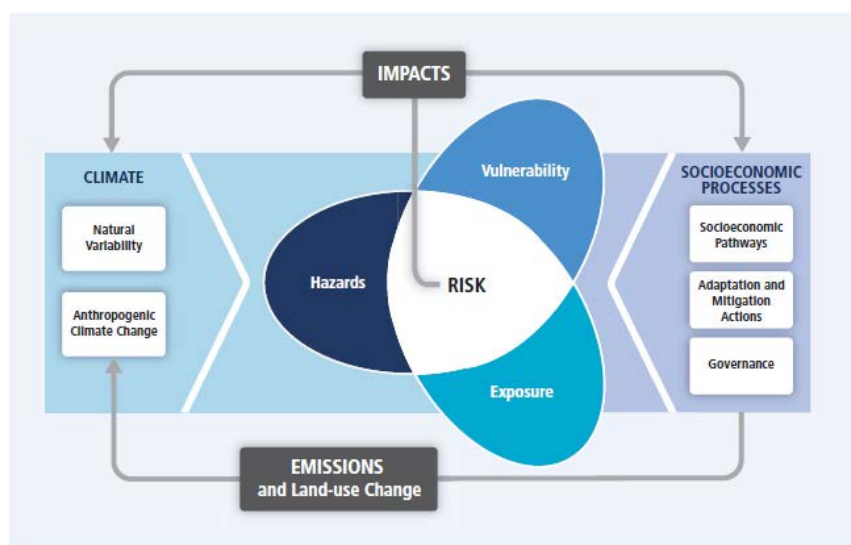 IMPACTS
CLIMATE
Natural
Variability
Anthropogenic
Climate Change
Vulnerability
Hazards
RISK
Exposure
SOCIOECONOMIC
PROCESSES
Socioeconomic
Pathways
Adaptation and
Mitigation
Actions
Governance
EMISSIONS
and Land-use Change